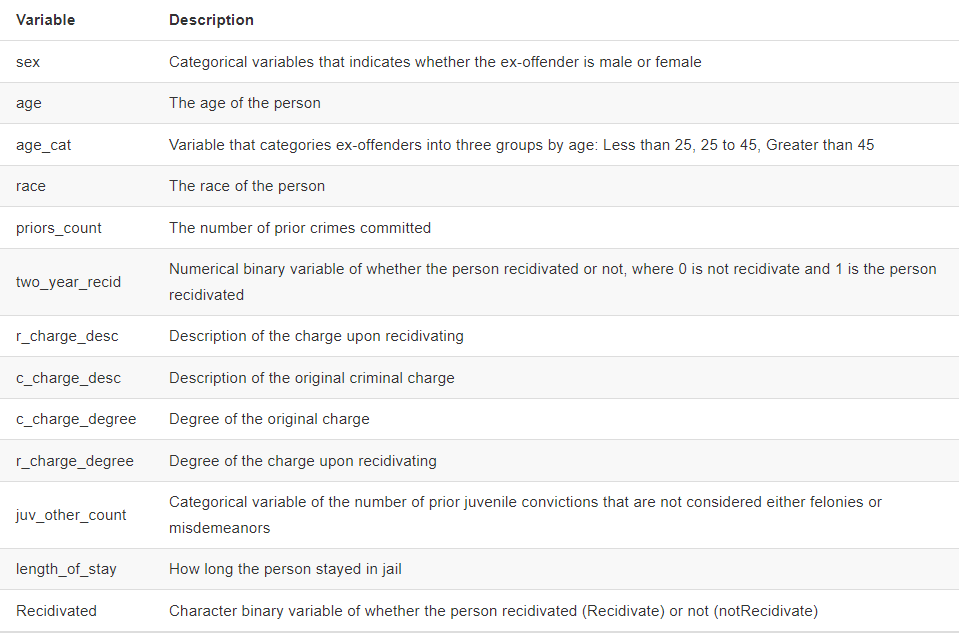 Variable Description
sex Categorical variables that indicates whether the ex-offender is male or female
age The age of the person
age_cat Variable that categories ex-offenders into three groups by age: Less than 25, 25 to 45, Greater than 45
race The race of the person
priors_count The number of prior crimes committed
two_year_recid Numerical binary variable of whether the person recidivated or not, where 0 is not recidivate and 1 is the person
recidivated
r_charge_desc Description of the charge upon recidivating
c_charge_desc Description of the original criminal charge
c_charge_degree Degree of the original charge
r_charge_degree Degree of the charge upon recidivating
juv_other_count Categorical variable of the number of prior juvenile convictions that are not considered either felonies or
misdemeanors
length_of_stay How long the person stayed in jail
Recidivated Character binary variable of whether the person recidivated (Recidivate) or not (notRecidivate)